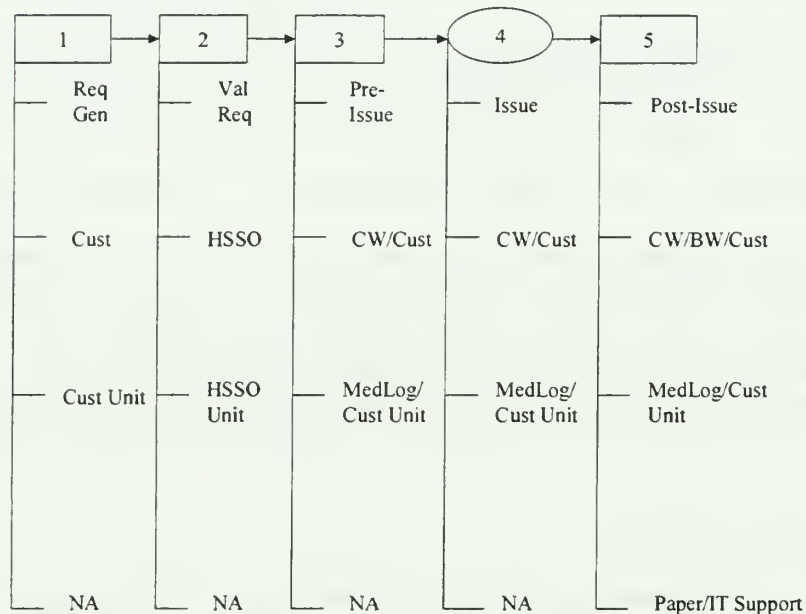 1 2 3 4 5
Req Val Pre- Issue Post-Issue
Gen Req Issue
Cust HSSO CW/Cust CW/Cust CW/BW/Cust
Cust Unit HSSO MedLog/ MedLog/ MedLog/Cust
Unit Cust Unit Cust Unit Unit
NA NA NA NA Paper/IT Support